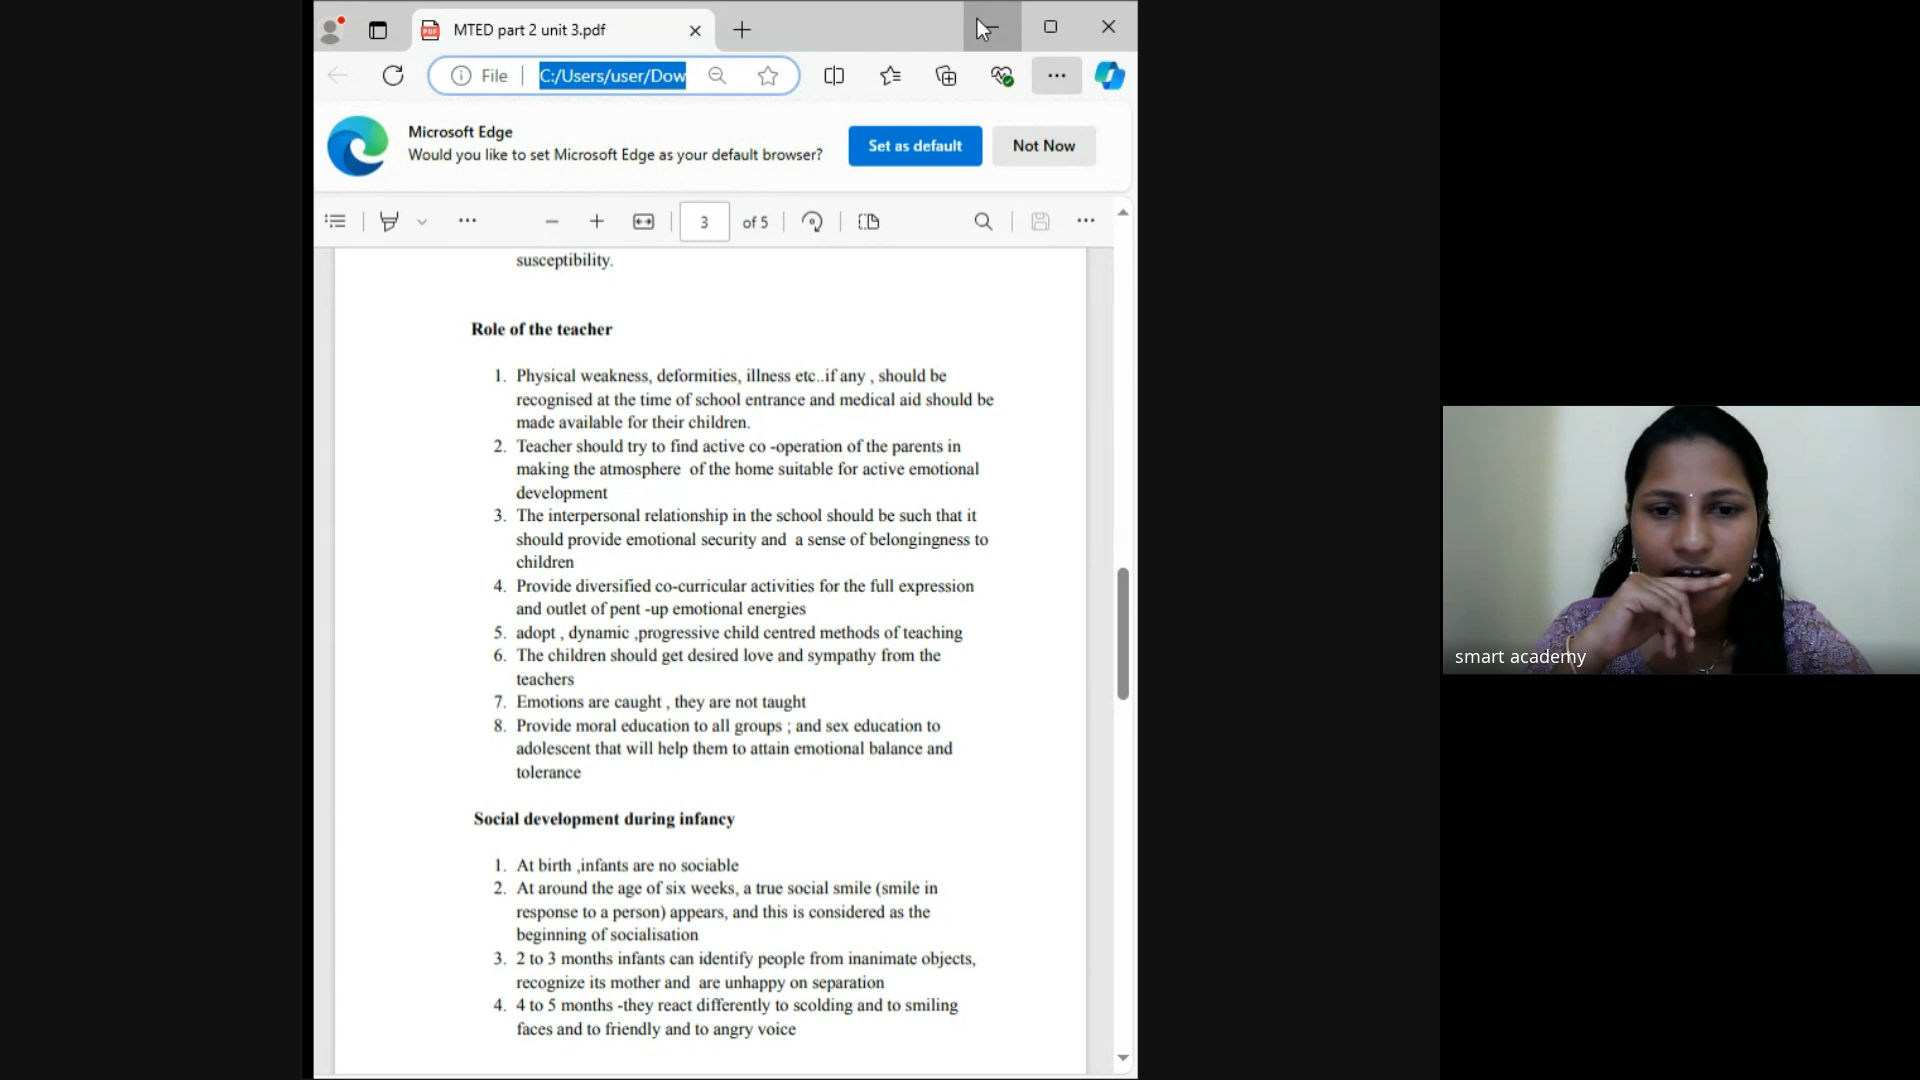 MTED part 2 unit 3.pdf
File
C:/Users/user/Dow
Microsoft Edge
Would you like to set Microsoft Edge as your default browser?
Set as default
Not Now
3 of 5
susceptibility.
Role of the teacher
1. Physical weakness, deformities, illness etc..if any , should be
recognised at the time of school entrance and medical aid should be
made available for their children.
2. Teacher should try to find active co -operation of the parents in
making the atmosphere of the home suitable for active emotional
development
3. The interpersonal relationship in the school should be such that it
should provide emotional security and a sense of belongingness to
children
4. Provide diversified co-curricular activities for the full expression
and outlet of pent -up emotional energies
5. adopt , dynamic ,progressive child centred methods of teaching
6. The children should get desired love and sympathy from the
teachers
7. Emotions are caught , they are not taught
8. Provide moral education to all groups ; and sex education to
adolescent that will help them to attain emotional balance and
tolerance
Social development during infancy
1. At birth ,infants are no sociable
2. At around the age of six weeks, a true social smile (smile in
response to a person) appears, and this is considered as the
beginning of socialisation
3. 2 to 3 months infants can identify people from inanimate objects,
recognize its mother and are unhappy on separation
4. 4 to 5 months -they react differently to scolding and to smiling
faces and to friendly and to angry voice
smart academy